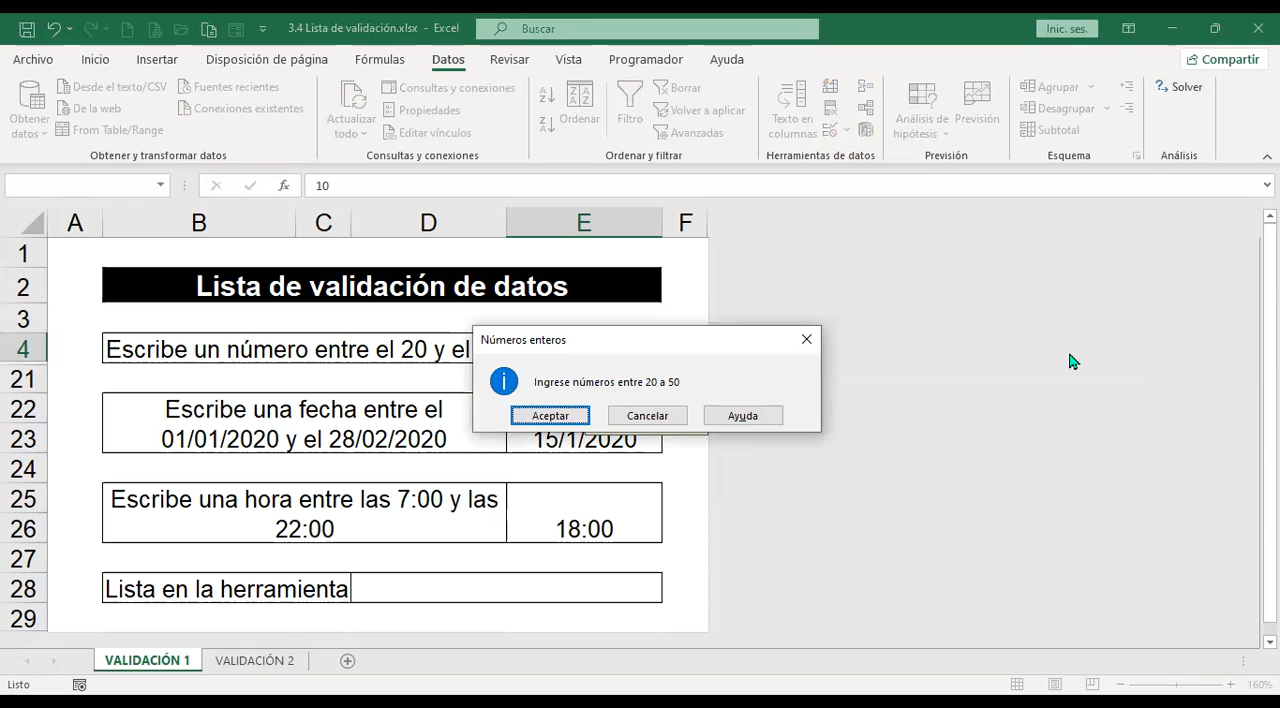 3.4 Lista de validación.xlsx - Excel
Buscar
Inic. ses.
Archivo Inicio Insertar Disposición de página Fórmulas Datos Revisar Vista Programador Ayuda Compartir
Obtener datos
Desde el texto/CSV
De la web
From Table/Range
Fuentes recientes
Conexiones existentes
Obtener y transformar datos
Actualizar todo
Consultas y conexiones
Propiedades
Editar vínculos
Consultas y conexiones
Ordenar
Filtro
Borrar
Volver a aplicar
Avanzadas
Ordenar y filtrar
Texto en columnas
Herramientas de datos
Análisis de hipótesis
Previsión
Previsión
Agrupar
Desagrupar
Subtotal
Esquema
Solver
Análisis
fx 10
A B C D E F
1
2 Lista de validación de datos
3
4 Escribe un número entre el 20 y el
Números enteros
Ingrese números entre 20 a 50
Aceptar Cancelar Ayuda
21
22 Escribe una fecha entre el
23 01/01/2020 y el 28/02/2020 15/1/2020
24
25 Escribe una hora entre las 7:00 y las
26 22:00 18:00
27
28 Lista en la herramienta
29
VALIDACIÓN 1 VALIDACIÓN 2
Listo
160%